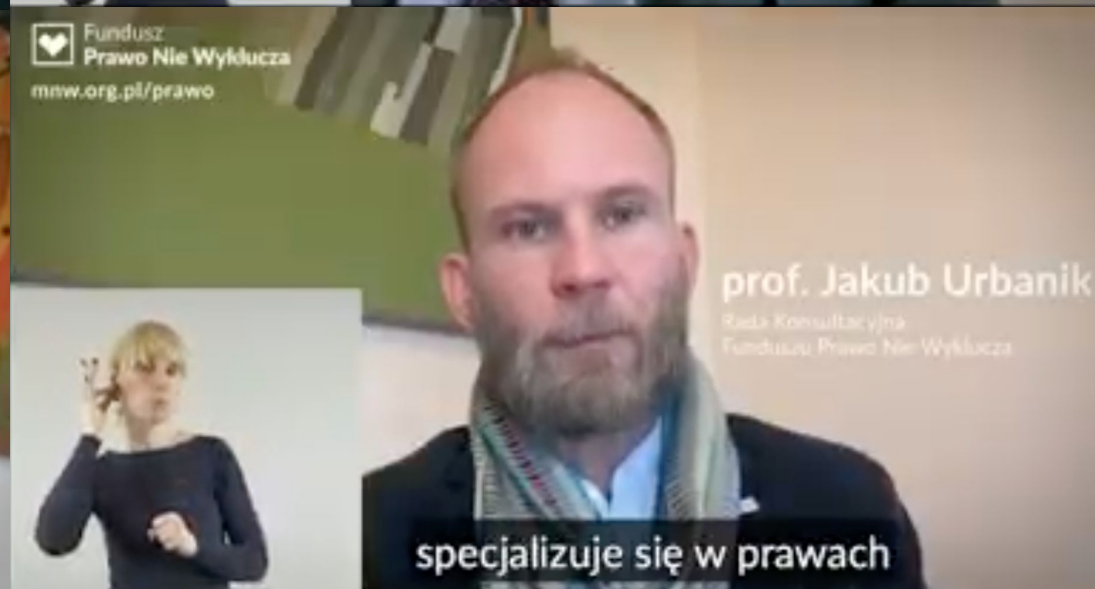 Fundusz
Prawo Nie Wyklucza
mnw.org.pl/prawo
prof. Jakub Urbanik
Rada Konsultacyjna
Funduszu Prawo Nie Wyklucza
specjalizuje się w prawach